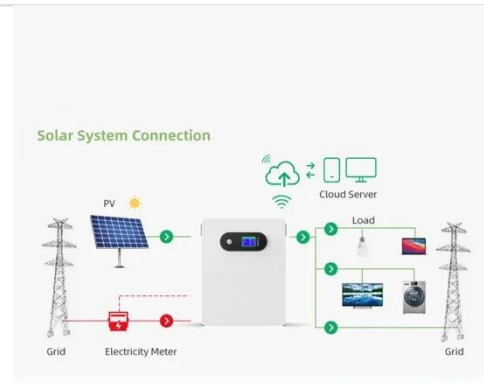 Solar System Connection
Cloud Server
PV
Load
Grid
Electricity Meter
Grid